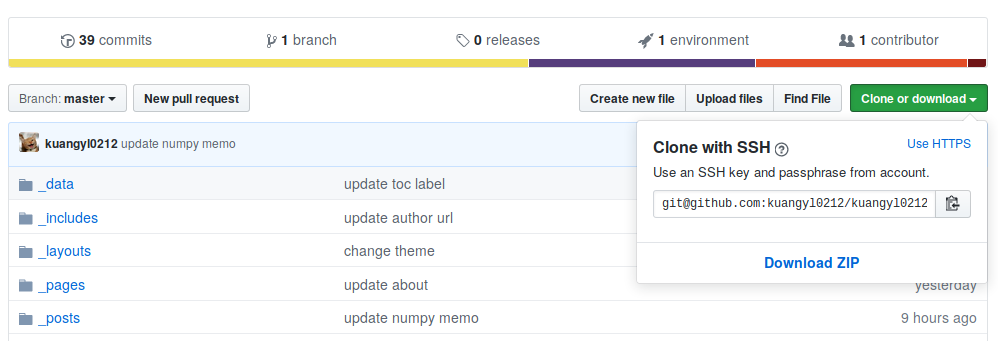 39 commits 1 branch 0 releases 1 environment 1 contributor
Branch: master New pull request Create new file Upload files Find File Clone or download
kuangyl0212 update numpy memo
Clone with SSH ? Use HTTPS
Use an SSH key and passphrase from account.
git@github.com:kuangyl0212/kuangyl0212
Download ZIP
_data update toc label
_includes update author url
_layouts change theme
_pages update about yesterday
_posts update numpy memo 9 hours ago